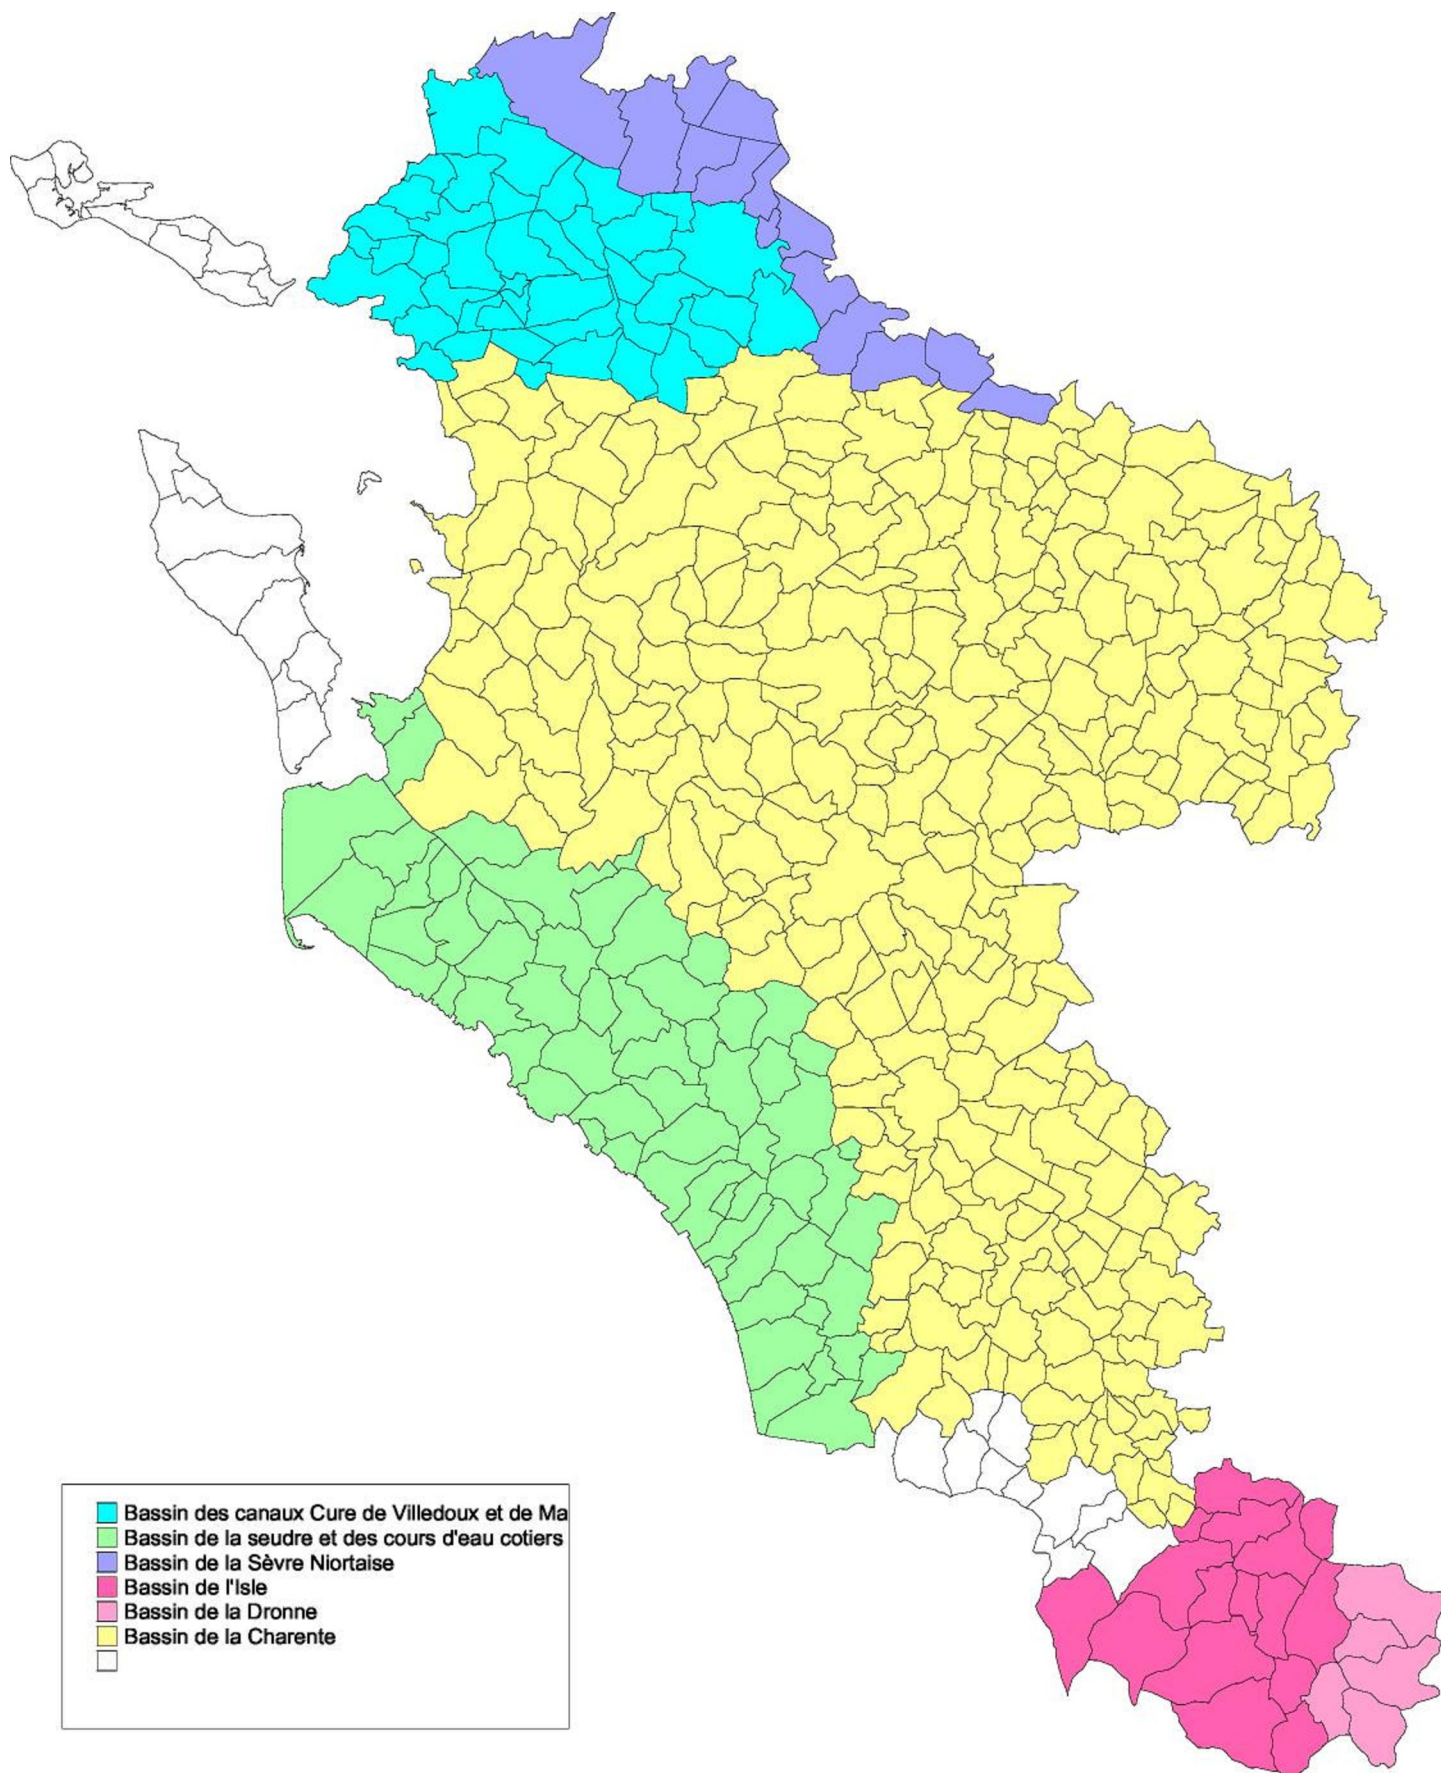 Bassin des canaux Cure de Villedoux et de Ma
Bassin de la seudre et des cours d'eau cotiers
Bassin de la Sèvre Niortaise
Bassin de l'Isle
Bassin de la Dronne
Bassin de la Charente